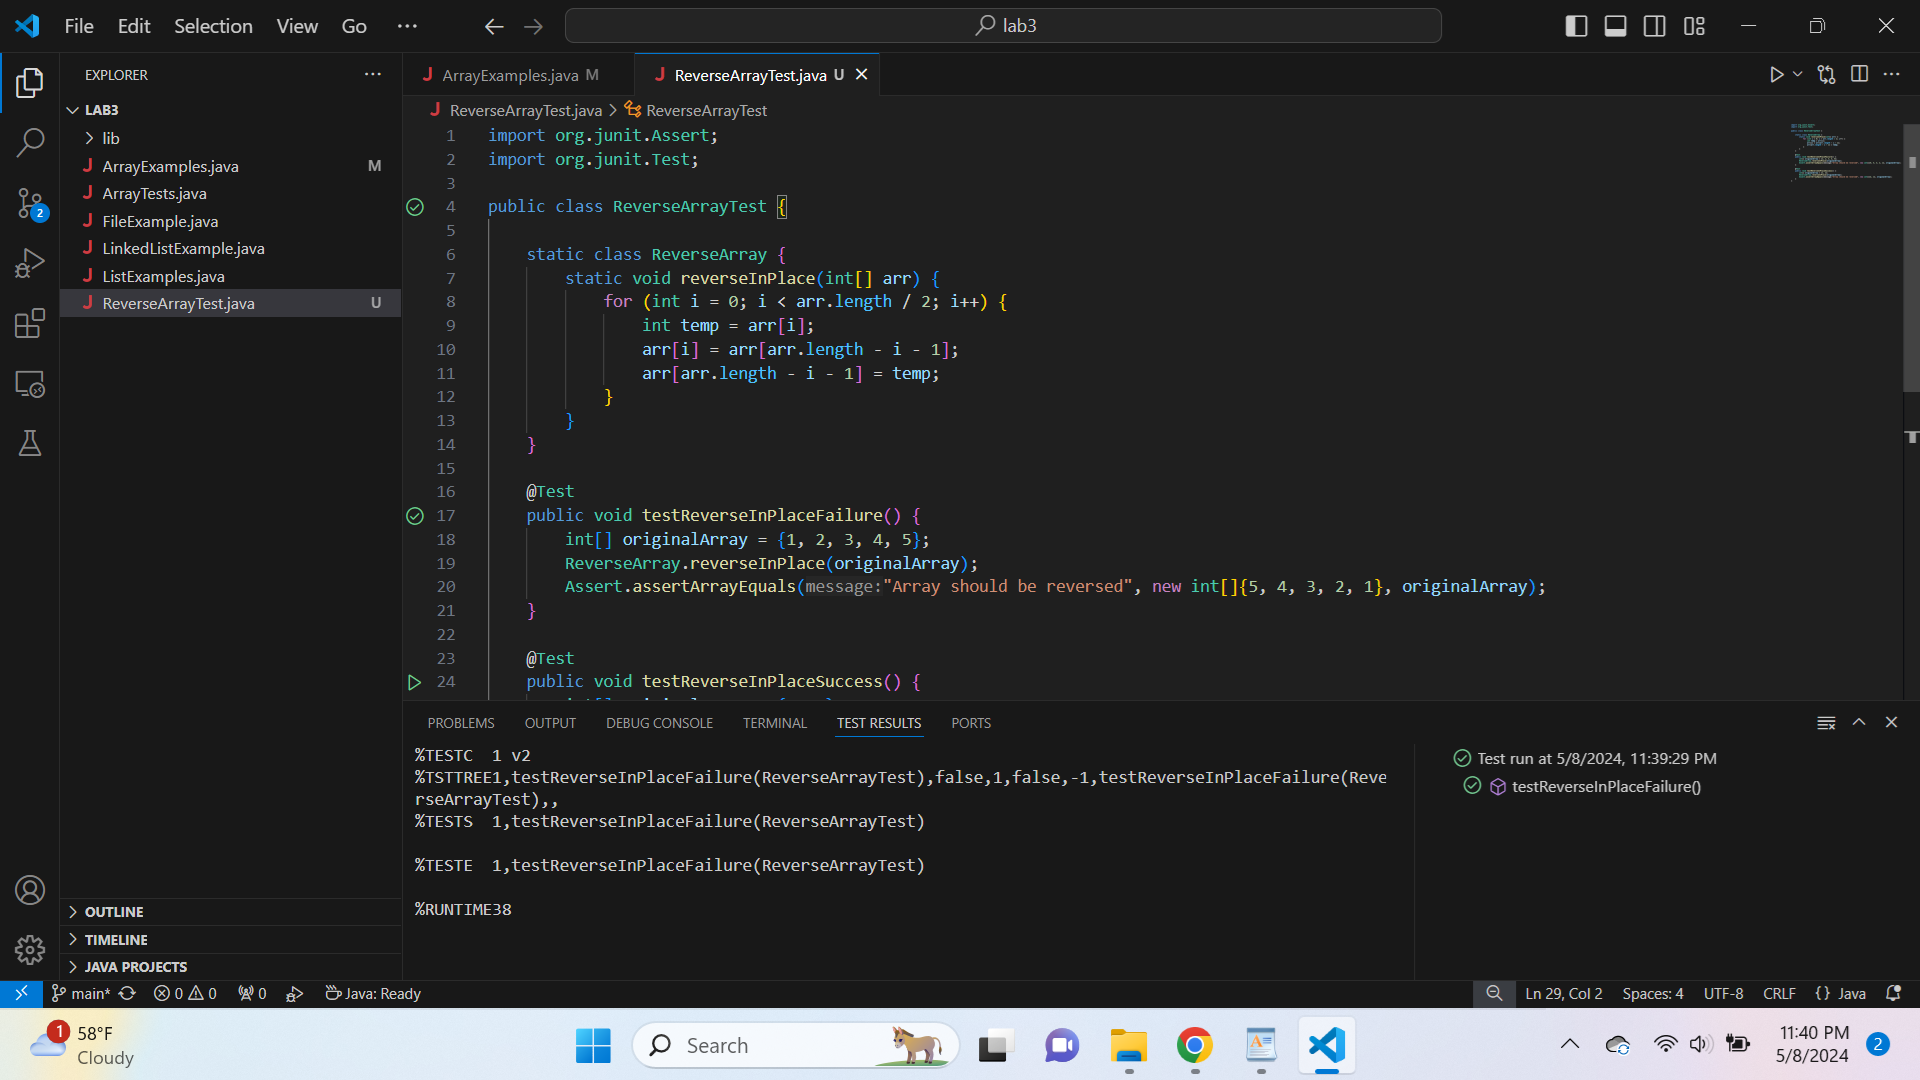 File Edit Selection View Go ··· lab3
EXPLORER ···
LAB3
lib
J ArrayExamples.java M
J ArrayTests.java
J FileExample.java
J LinkedListExample.java
J ListExamples.java
J ReverseArrayTest.java U
2
OUTLINE
TIMELINE
JAVA PROJECTS
J ArrayExamples.java M
J ReverseArrayTest.java U
J ReverseArrayTest.java > ReverseArrayTest
1 import org.junit.Assert;
2 import org.junit.Test;
3
4 public class ReverseArrayTest {
5
6 static class ReverseArray {
7 static void reverseInPlace(int[] arr) {
8 for (int i = 0; i < arr.length / 2; i++) {
9 int temp = arr[i];
10 arr[i] = arr[arr.length - i - 1];
11 arr[arr.length - i - 1] = temp;
12 }
13 }
14 }
15
16 @Test
17 public void testReverseInPlaceFailure() {
18 int[] originalArray = {1, 2, 3, 4, 5};
19 ReverseArray.reverseInPlace(originalArray);
20 Assert.assertArrayEquals(message:"Array should be reversed", new int[]{5, 4, 3, 2, 1}, originalArray);
21 }
22
23 @Test
24 public void testReverseInPlaceSuccess() {
PROBLEMS OUTPUT DEBUG CONSOLE TERMINAL TEST RESULTS PORTS
%TESTC 1 v2
%TSTTREE1,testReverseInPlaceFailure(ReverseArrayTest),false,1,false,-1,testReverseInPlaceFailure(Reve
rseArrayTest),,
%TESTS 1,testReverseInPlaceFailure(ReverseArrayTest)
%TESTE 1,testReverseInPlaceFailure(ReverseArrayTest)
%RUNTIME38
Test run at 5/8/2024, 11:39:29 PM
testReverseInPlaceFailure()
main* 0 0 0 Java: Ready
Ln 29, Col 2 Spaces: 4 UTF-8 CRLF {} Java
1 58°F
Cloudy
Search
11:40 PM
5/8/2024
2